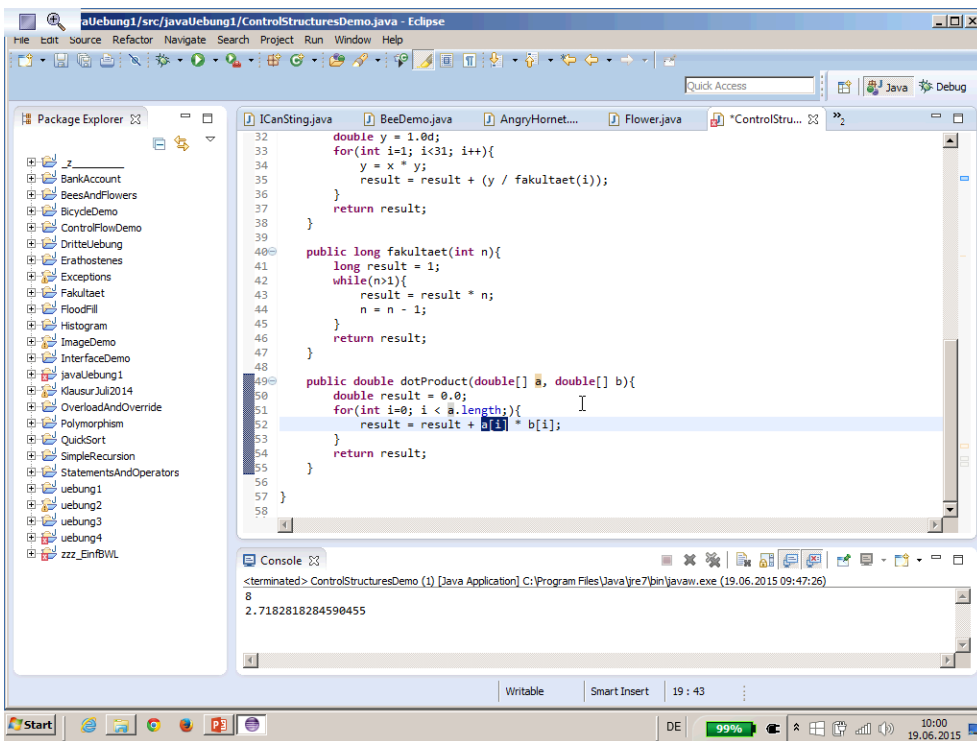 aUebung1/src/javaUebung1/ControlStructuresDemo.java - Eclipse
File Edit Source Refactor Navigate Search Project Run Window Help
Quick Access
Java
Debug
Package Explorer
_z_________
BankAccount
BeesAndFlowers
BicycleDemo
ControlFlowDemo
DritteUebung
Erathostenes
Exceptions
Fakultaet
FloodFill
Histogram
ImageDemo
InterfaceDemo
javaUebung1
KlausurJuli2014
OverloadAndOverride
Polymorphism
QuickSort
SimpleRecursion
StatementsAndOperators
uebung1
uebung2
uebung3
uebung4
zzz_EinfBWL
ICanSting.java BeeDemo.java AngryHornet.... Flower.java *ControlStru... »2
32 double y = 1.0d;
33 for(int i=1; i<31; i++){
34 y = x * y;
35 result = result + (y / fakultaet(i));
36 }
37 return result;
38 }
39
40 public long fakultaet(int n){
41 long result = 1;
42 while(n>1){
43 result = result * n;
44 n = n - 1;
45 }
46 return result;
47 }
48
49 public double dotProduct(double[] a, double[] b){
50 double result = 0.0;
51 for(int i=0; i < a.length;){
52 result = result + a[i] * b[i];
53 }
54 return result;
55 }
56
57 }
58
Console
<terminated> ControlStructuresDemo (1) [Java Application] C:\Program Files\Java\jre7\bin\javaw.exe (19.06.2015 09:47:26)
8
2.7182818284590455
Writable Smart Insert 19 : 43
Start
DE 99% 10:00
19.06.2015